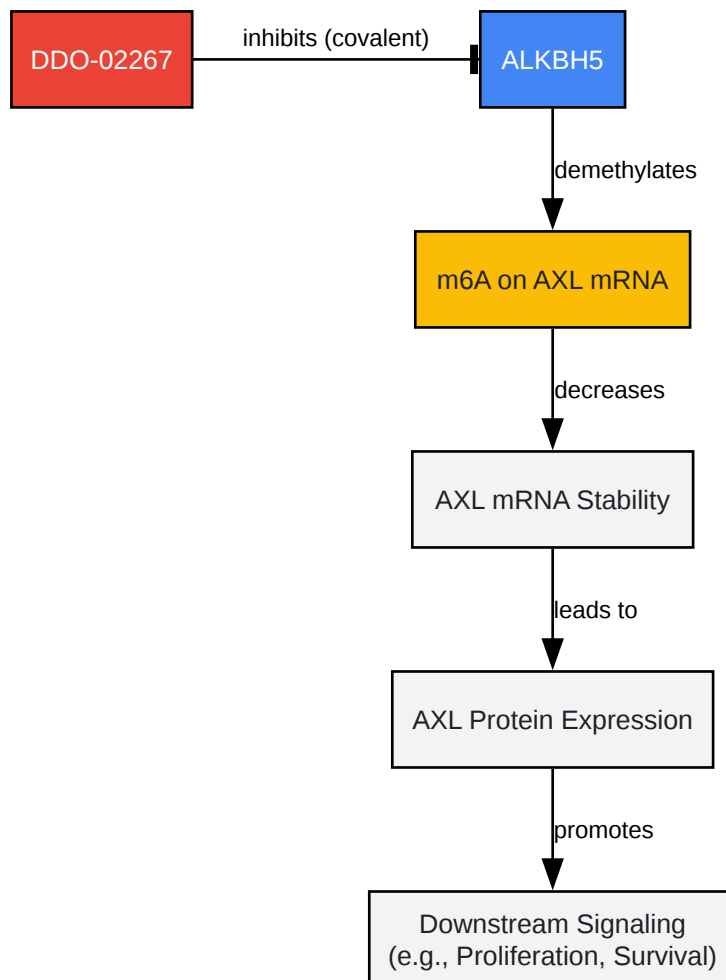 inhibits (covalent)
DDO-02267
ALKBH5
demethylates
m6A on AXL mRNA
decreases
AXL mRNA Stability
leads to
AXL Protein Expression
promotes
Downstream Signaling
(e.g., Proliferation, Survival)